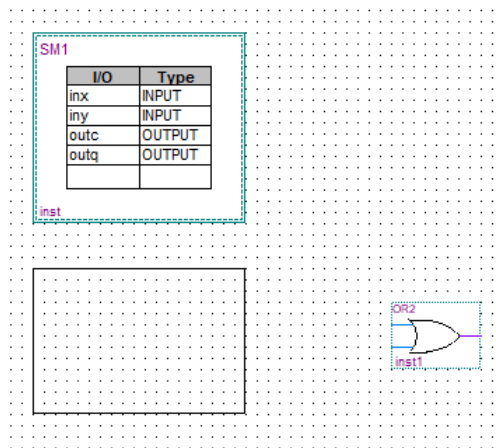 SM1
I/O Type
inx INPUT
iny INPUT
outc OUTPUT
outq OUTPUT
inst
OR2
inst1